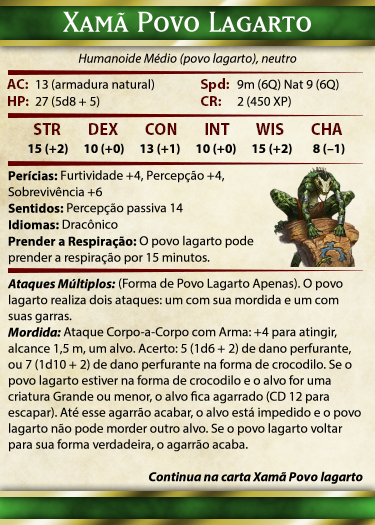 Xamã Povo Lagarto
Humanoide Médio (povo lagarto), neutro
AC: 13 (armadura natural) Spd: 9m (6Q) Nat 9 (6Q)
HP: 27 (5d8 + 5) CR: 2 (450 XP)
STR DEX CON INT WIS CHA
15 (+2) 10 (+0) 13 (+1) 10 (+0) 15 (+2) 8 (–1)
Perícias: Furtividade +4, Percepção +4,
Sobrevivência +6
Sentidos: Percepção passiva 14
Idiomas: Dracônico
Prender a Respiração: O povo lagarto pode
prender a respiração por 15 minutos.
Ataques Múltiplos: (Forma de Povo Lagarto Apenas). O povo
lagarto realiza dois ataques: um com sua mordida e um com
suas garras.
Mordida: Ataque Corpo-a-Corpo com Arma: +4 para atingir,
alcance 1,5 m, um alvo. Acerto: 5 (1d6 + 2) de dano perfurante,
ou 7 (1d10 + 2) de dano perfurante na forma de crocodilo. Se o
povo lagarto estiver na forma de crocodilo e o alvo for uma
criatura Grande ou menor, o alvo fica agarrado (CD 12 para
escapar). Até esse agarrão acabar, o alvo está impedido e o povo
lagarto não pode morder outro alvo. Se o povo lagarto voltar
para sua forma verdadeira, o agarrão acaba.
Continua na carta Xamã Povo lagarto